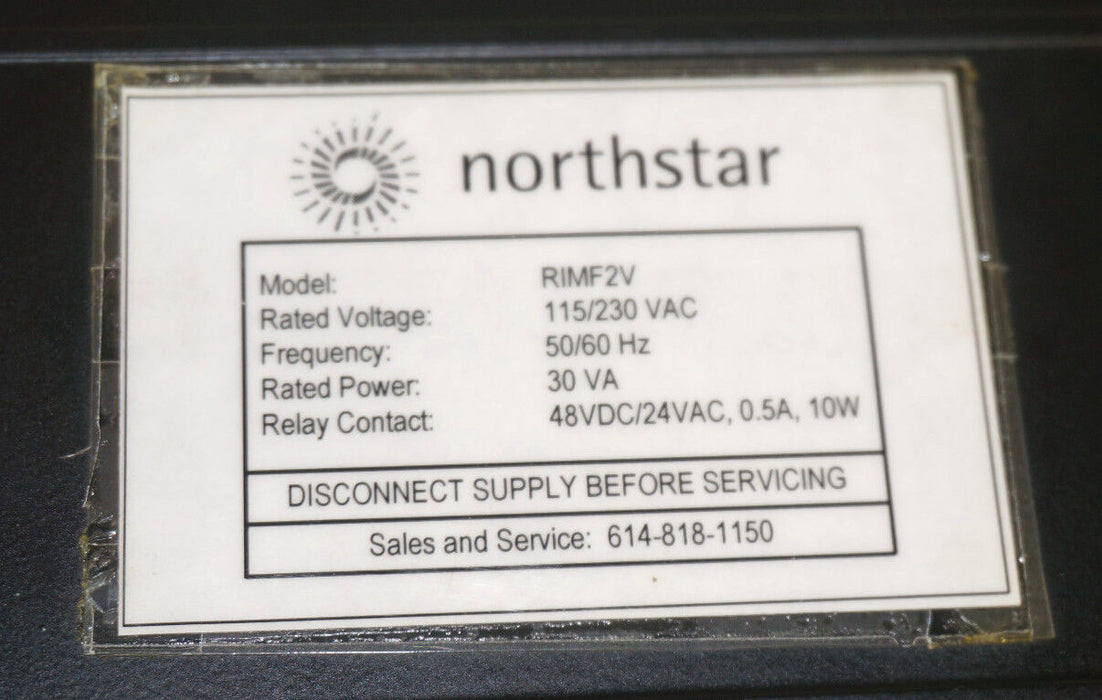 northstar
Model: RIMF2V
Rated Voltage: 115/230 VAC
Frequency: 50/60 Hz
Rated Power: 30 VA
Relay Contact: 48VDC/24VAC, 0.5A, 10W
DISCONNECT SUPPLY BEFORE SERVICING
Sales and Service: 614-818-1150